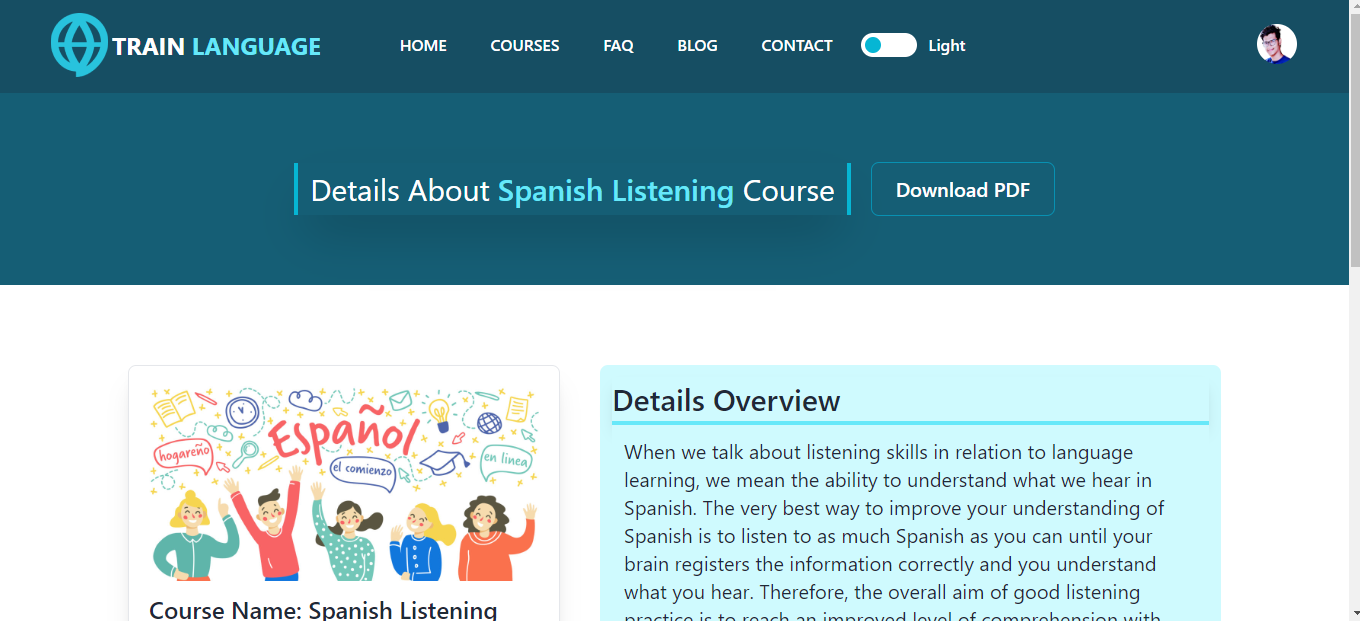 TRAIN LANGUAGE
HOME COURSES FAQ BLOG CONTACT Light
Details About Spanish Listening Course
Download PDF
Español
hogareño
el comienzo
en linea
Course Name: Spanish Listening
Details Overview
When we talk about listening skills in relation to language
learning, we mean the ability to understand what we hear in
Spanish. The very best way to improve your understanding of
Spanish is to listen to as much Spanish as you can until your
brain registers the information correctly and you understand
what you hear. Therefore, the overall aim of good listening
practice is to reach an improved level of comprehension with